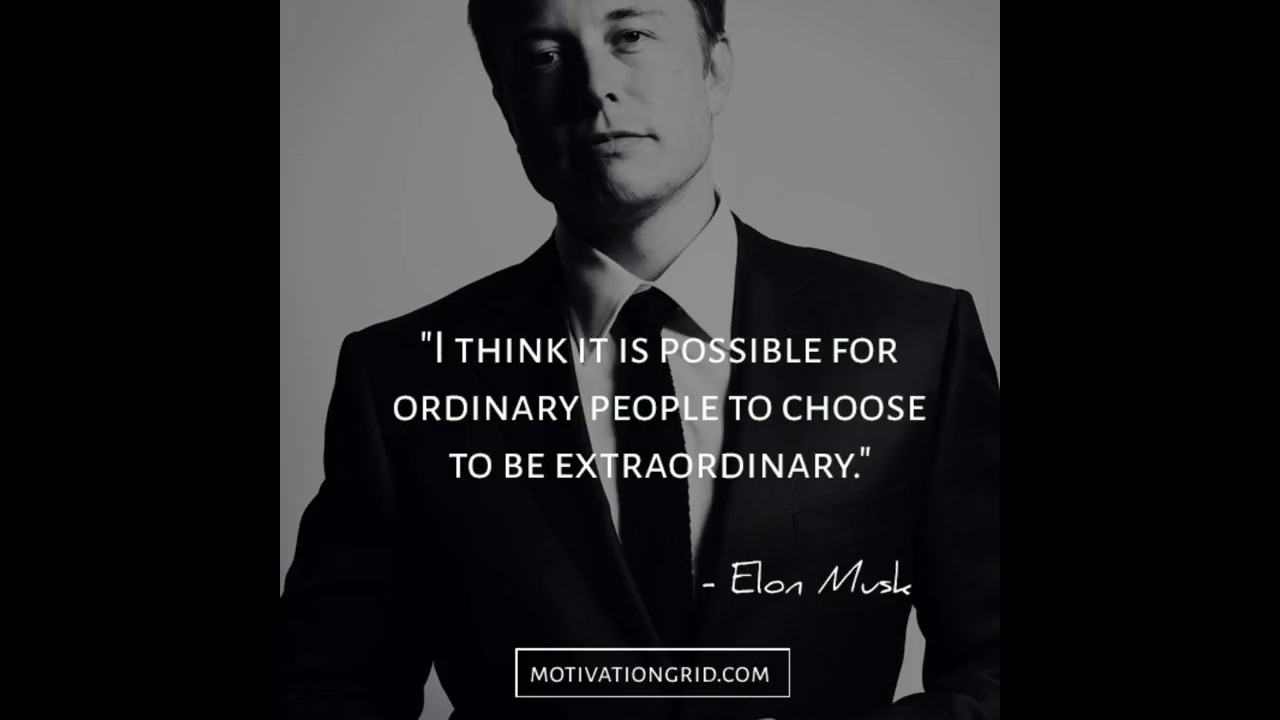 "I THINK IT IS POSSIBLE FOR
ORDINARY PEOPLE TO CHOOSE
TO BE EXTRAORDINARY."
- Elon Musk
MOTIVATIONGRID.COM